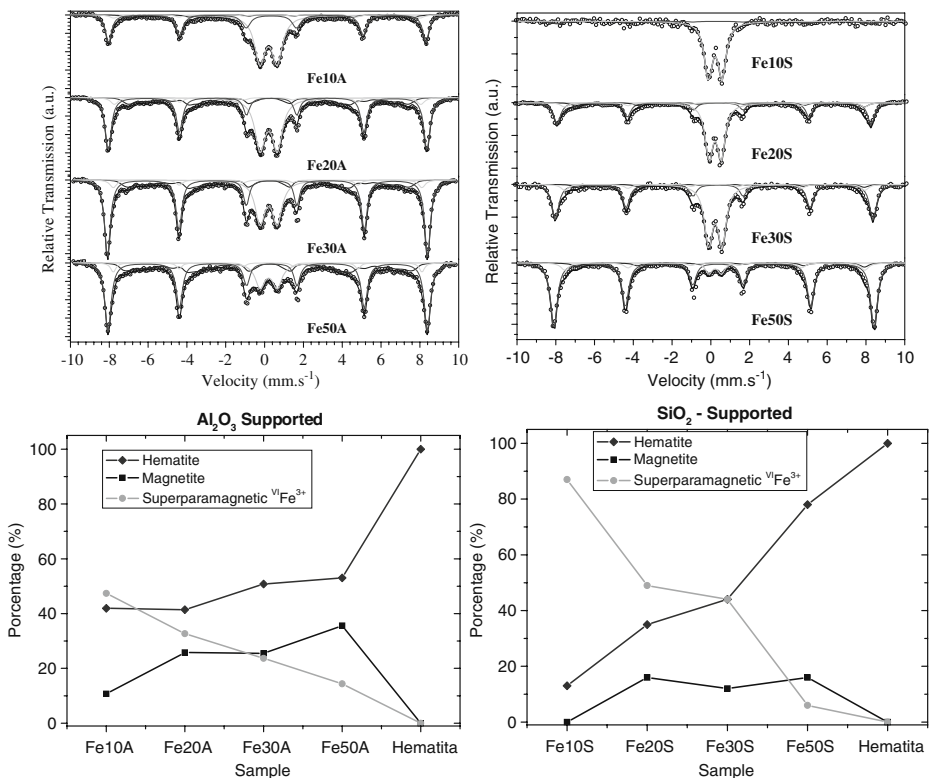 Relative Transmission (a.u.)
Fe10A
Fe20A
Fe30A
Fe50A
-10 -8 -6 -4 -2 0 2 4 6 8 10
Velocity (mm.s-1)
Relative Transmission (a.u.)
Fe10S
Fe20S
Fe30S
Fe50S
-10 -8 -6 -4 -2 0 2 4 6 8 10
Velocity (mm.s-1)
Al2O3 Supported
Hematite
Magnetite
Superparamagnetic VIFe3+
Porcentage (%)
100
80
60
40
20
0
Fe10A Fe20A Fe30A Fe50A Hematita
Sample
SiO2 - Supported
Hematite
Magnetite
Superparamagnetic VIFe3+
Porcentage (%)
100
80
60
40
20
0
Fe10S Fe20S Fe30S Fe50S Hematita
Sample